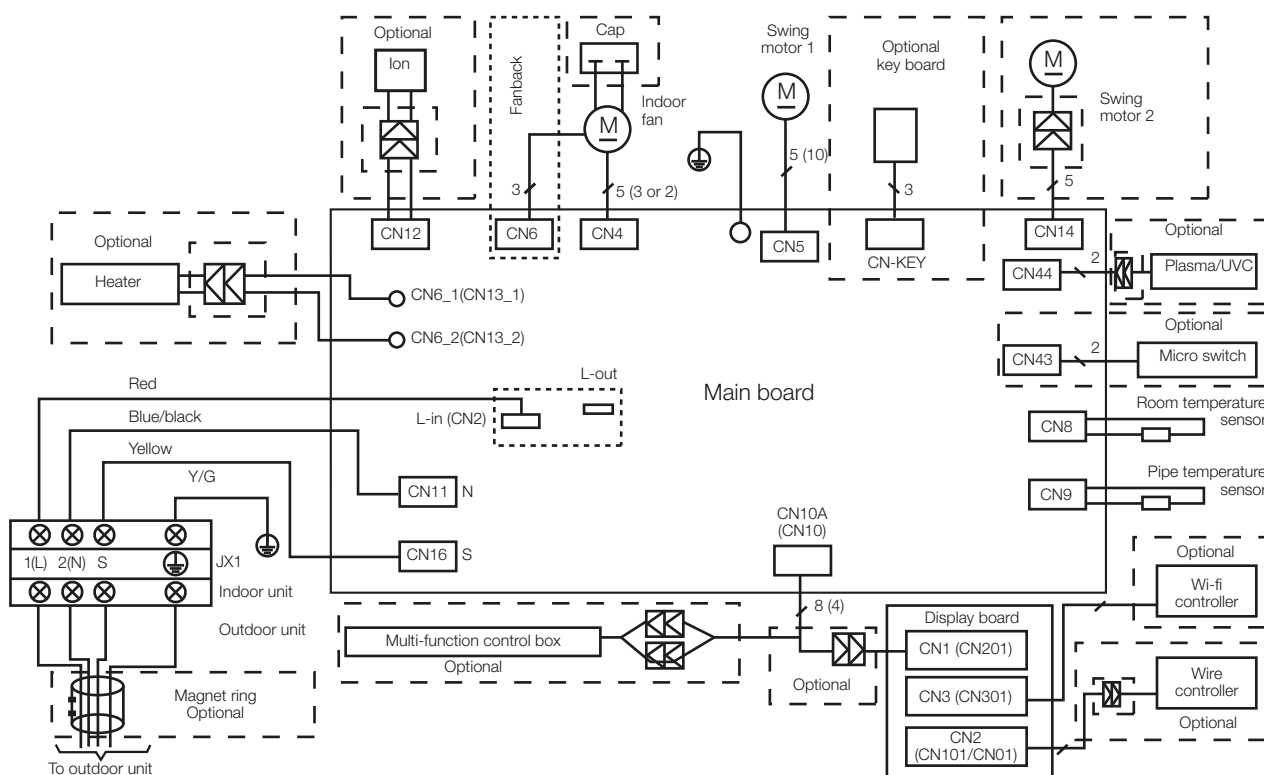 Optional
Ion
Fanback
Cap
M
Indoor
fan
Swing
motor 1
M
Optional
key board
M
Swing
motor 2
3
5 (3 or 2)
5 (10)
3
5
CN12
CN6
CN4
CN5
CN-KEY
CN14
Optional
Heater
CN6_1(CN13_1)
CN6_2(CN13_2)
CN44
2
Optional
Plasma/UVC
CN43
2
Optional
Micro switch
Red
Blue/black
Yellow
Y/G
L-out
L-in (CN2)
Main board
CN8
Room temperature
sensor
CN9
Pipe temperature
sensor
CN11
N
CN16
S
CN10A
(CN10)
1(L)
2(N)
S
JX1
Indoor unit
Outdoor unit
Magnet ring
Optional
To outdoor unit
Multi-function control box
Optional
8 (4)
Optional
Display board
CN1 (CN201)
CN3 (CN301)
CN2
(CN101/CN01)
Optional
Wi-fi
controller
Wire
controller
Optional